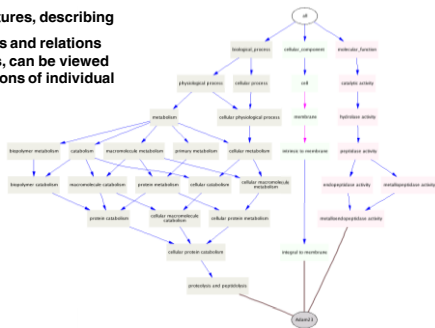 tures, describing
s and relations
s, can be viewed
ons of individual
all
biological_process cellular_component molecular_function
physiological process cellular process cell catalytic activity
metabolism cellular physiological process membrane hydrolase activity
biopolymer metabolism catabolism macromolecule metabolism primary metabolism cellular metabolism intrinsic to membrane peptidase activity
biopolymer catabolism macromolecule catabolism protein metabolism cellular catabolism cellular macromolecule
metabolism endopeptidase activity metallopeptidase activity
protein catabolism cellular macromolecule
catabolism cellular protein metabolism metalloendopeptidase activity
cellular protein catabolism integral to membrane
proteolysis and peptidolysis
Adam23